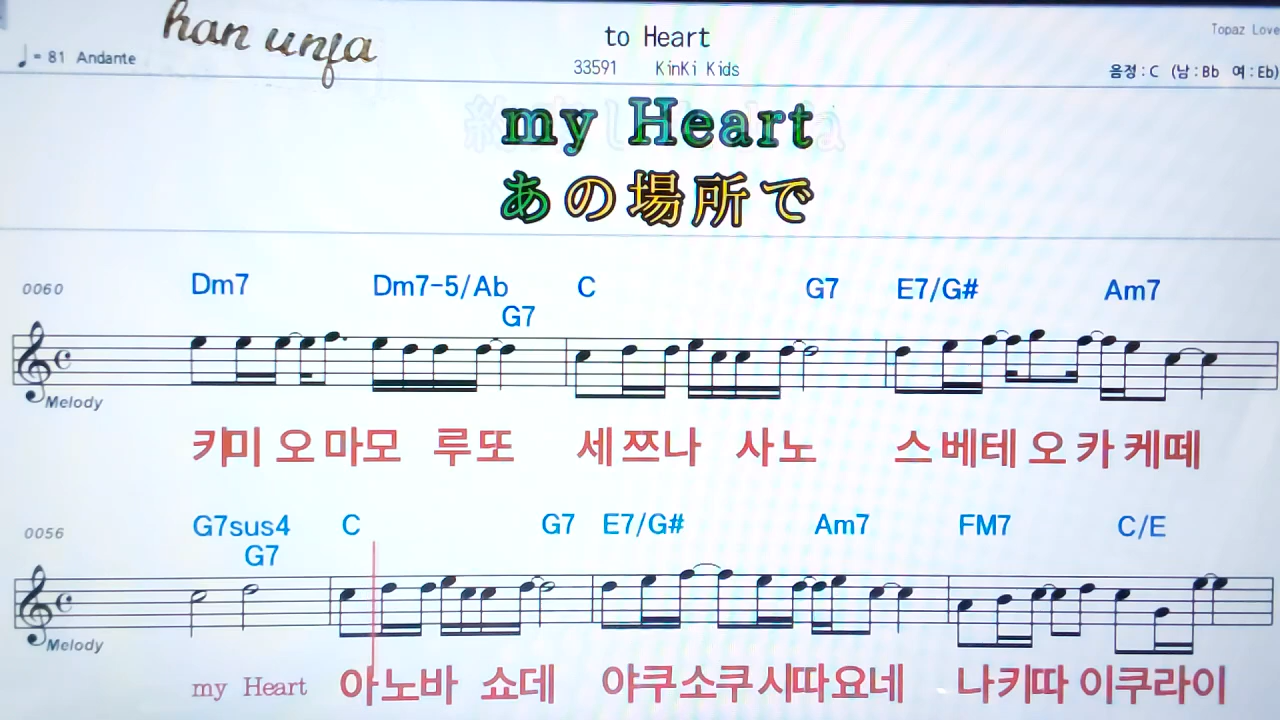 han unfa
♩= 81 Andante
to Heart
33591 KinKi Kids
Topaz Love
음정 : C (남 : Bb 여 : Eb)
my Heart
あの場所で
0060
Dm7 Dm7-5/Ab C G7 E7/G# Am7
G7
Melody
키미 오 마모 루또 세쯔나 사노 스베테 오 카 케떼
0056
G7sus4 C G7 E7/G# Am7 FM7 C/E
G7
Melody
my Heart 아노바 쇼데 야쿠소쿠시따요네 나키따 이쿠라이